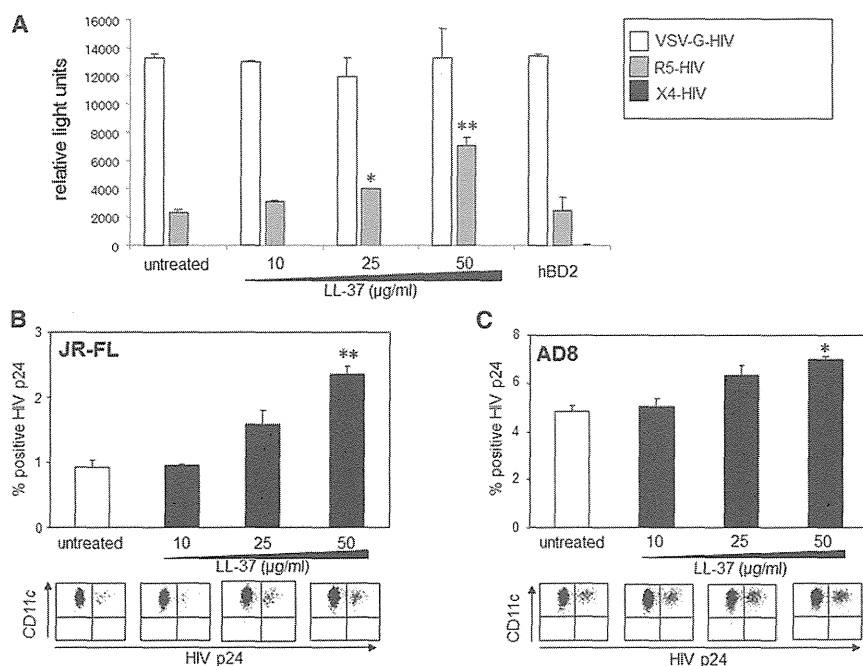 A
16000
14000
12000
10000
8000
6000
4000
2000
0
relative light units
*
**
untreated
10
25
50
hBD2
LL-37 (µg/ml)
VSV-G-HIV
R5-HIV
X4-HIV
B
JR-FL
3
2
1
0
% positive HIV p24
**
untreated
10
25
50
LL-37 (µg/ml)
CD11c
HIV p24
C
AD8
8
6
4
2
0
% positive HIV p24
*
untreated
10
25
50
LL-37 (µg/ml)
CD11c
HIV p24